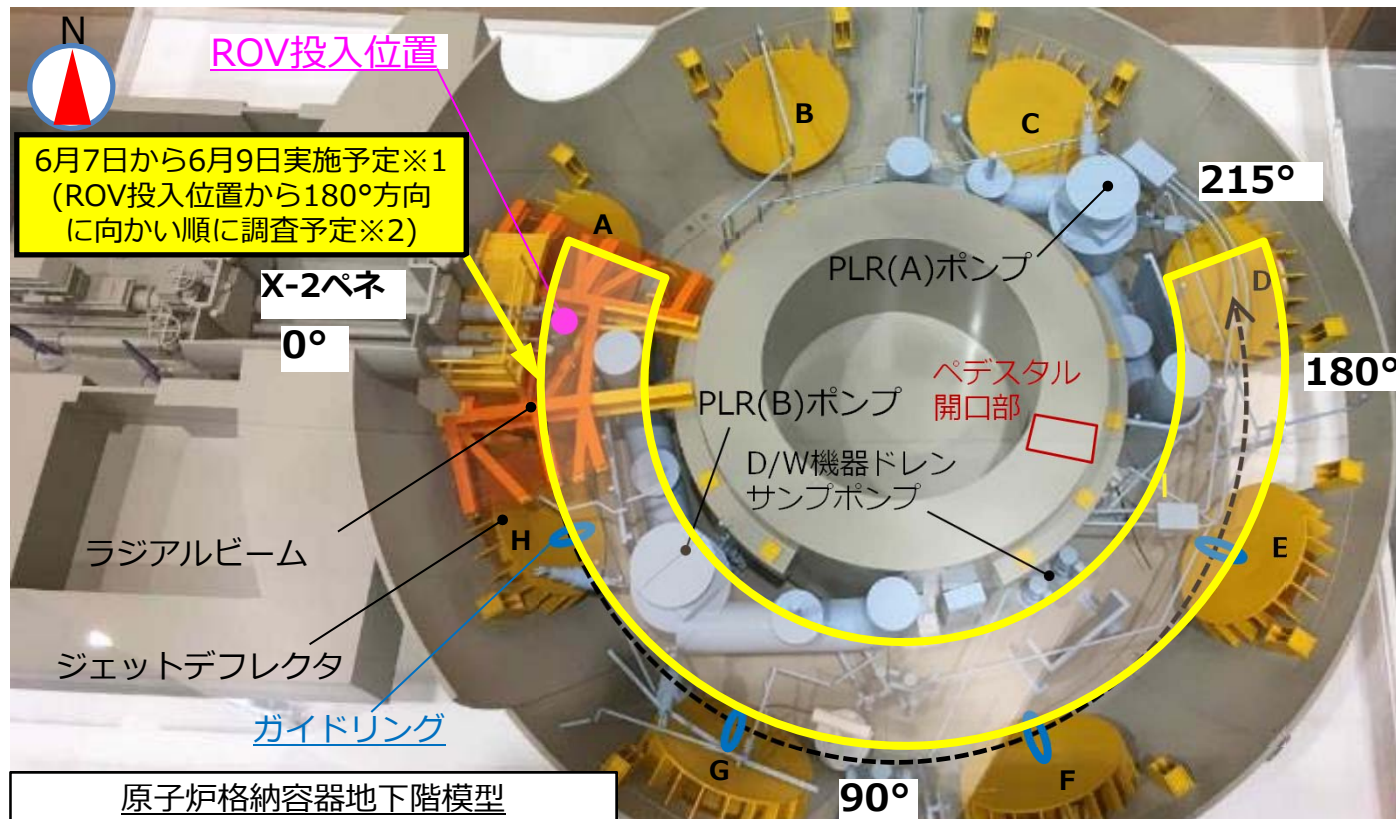 N
ROV投入位置
6月7日から6月9日実施予定※1
(ROV投入位置から180°方向
に向かい順に調査予定※2)
B
C
215°
A
X-2ペネ
0°
PLR(A)ポンプ
D
180°
ペデスタル
開口部
PLR(B)ポンプ
D/W機器ドレン
サンプポンプ
ラジアルビーム
H
E
ジェットデフレクタ
ガイドリング
G
F
90°
原子炉格納容器地下階模型